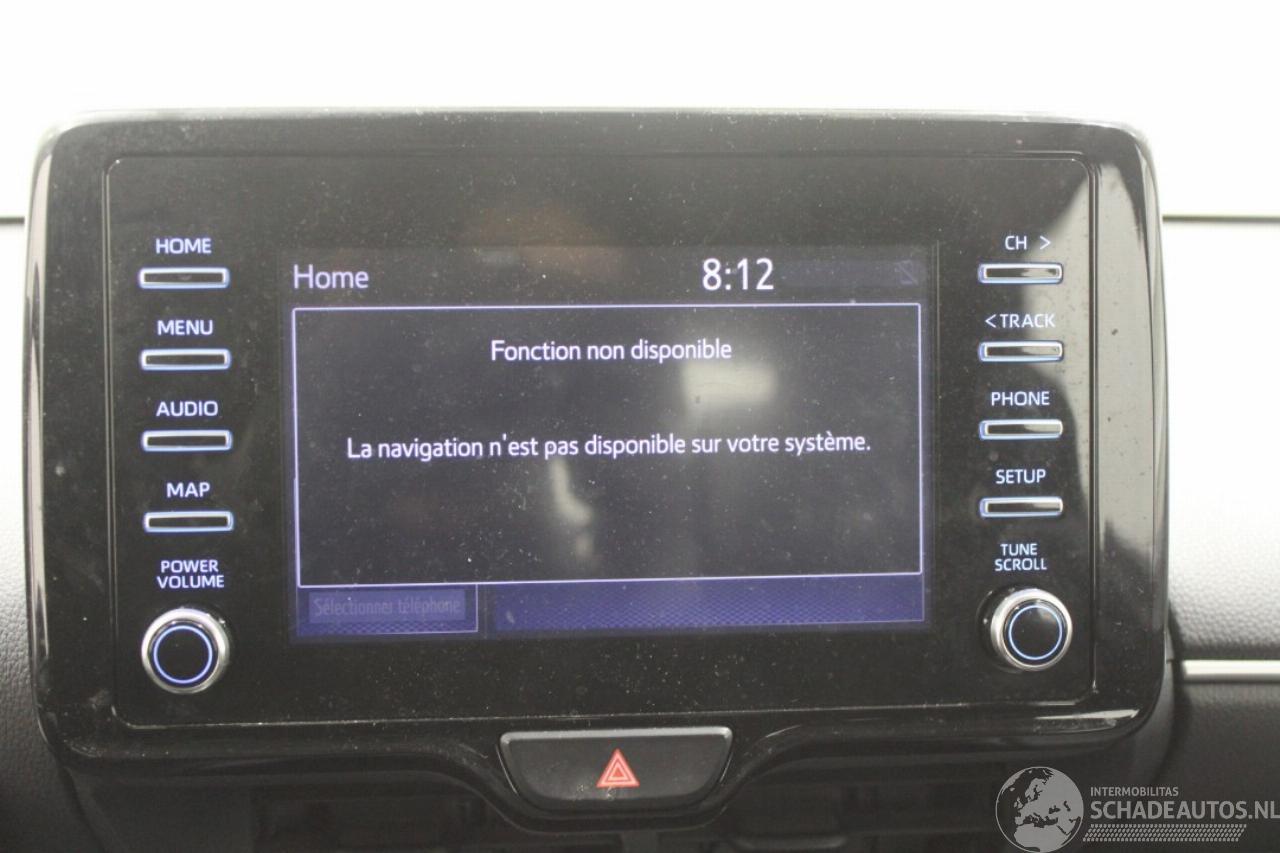 HOME
MENU
AUDIO
MAP
POWER
VOLUME
Home
8:12
Fonction non disponible
La navigation n'est pas disponible sur votre système.
Sélectionner téléphone
CH >
< TRACK
PHONE
SETUP
TUNE
SCROLL
INTERMOBILITAS
SCHADEAUTOS.NL